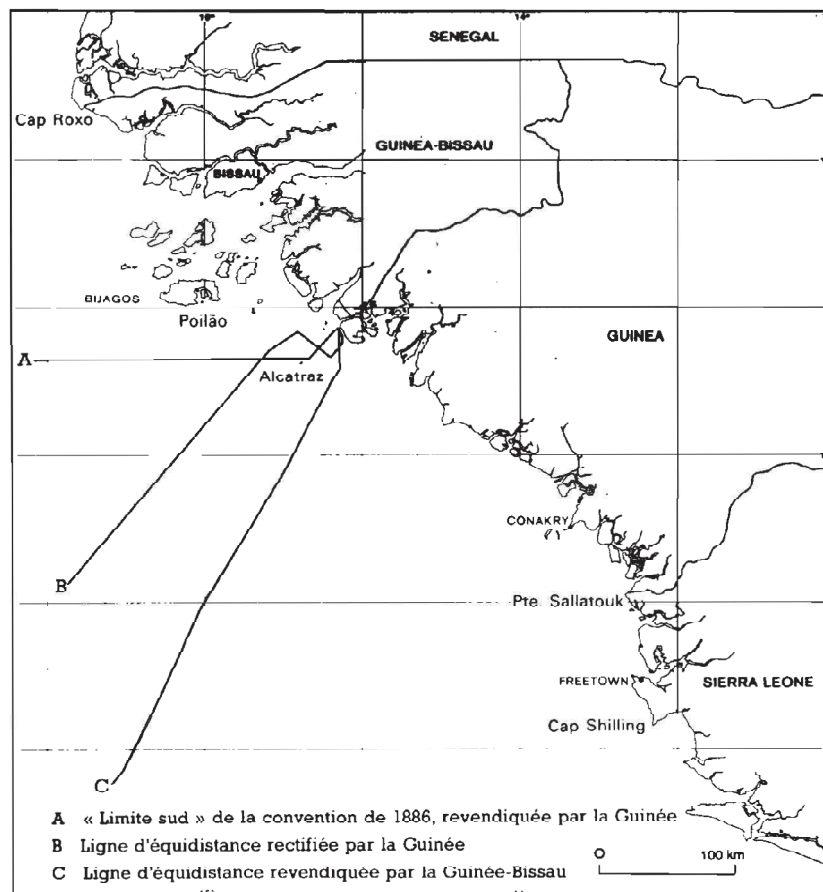 16°
14°
SENEGAL
Cap Roxo
GUINEA-BISSAU
BISSAU
BIJAGOS
Poilão
GUINEA
A
Alcatraz
CONAKRY
B
Pte. Sallatouk
FREETOWN
SIERRA LEONE
Cap Shilling
C
A « Limite sud » de la convention de 1886, revendiquée par la Guinée
B Ligne d'équidistance rectifiée par la Guinée
C Ligne d'équidistance revendiquée par la Guinée-Bissau
O
100 km